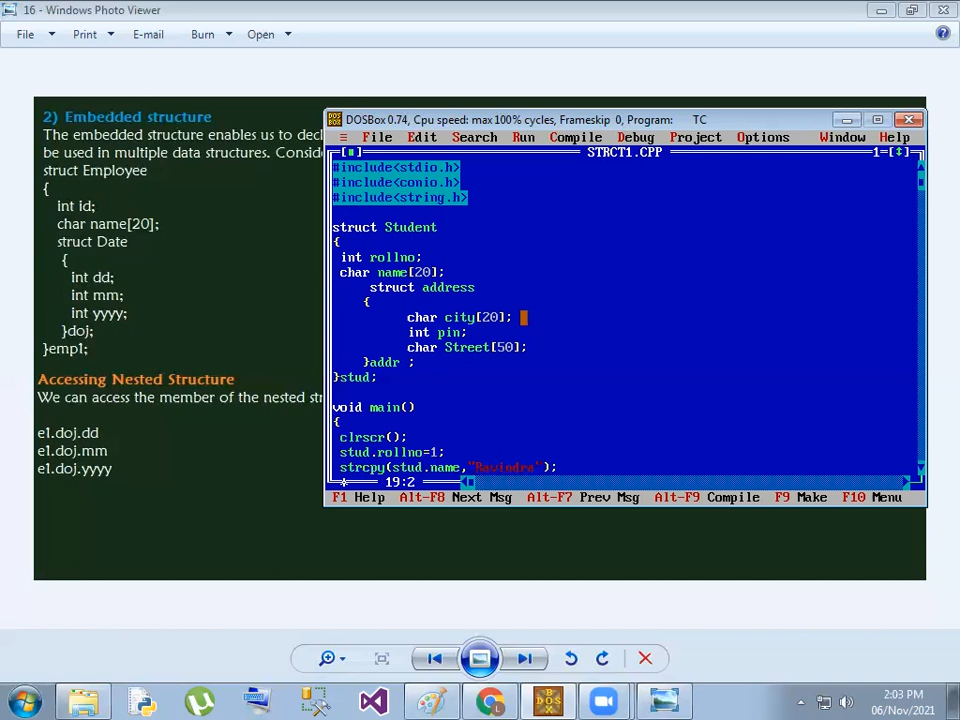 16 - Windows Photo Viewer
File Print E-mail Burn Open
2) Embedded structure
The embedded structure enables us to decl
be used in multiple data structures. Consid
struct Employee
{
int id;
char name[20];
struct Date
{
int dd;
int mm;
int yyyy;
}doj;
}emp1;
Accessing Nested Structure
We can access the member of the nested str
e1.doj.dd
e1.doj.mm
e1.doj.yyyy
DOSBox 0.74, Cpu speed: max 100% cycles, Frameskip 0, Program: TC
≡ File Edit Search Run Compile Debug Project Options Window Help
STRCT1.CPP 1=[↕]
#include<stdio.h>
#include<conio.h>
#include<string.h>
struct Student
{
int rollno;
char name[20];
struct address
{
char city[20];
int pin;
char Street[50];
}addr ;
}stud;
void main()
{
clrscr();
stud.rollno=1;
strcpy(stud.name,"Ravindra");
19:2
F1 Help Alt-F8 Next Msg Alt-F7 Prev Msg Alt-F9 Compile F9 Make F10 Menu
2:03 PM
06/Nov/2021